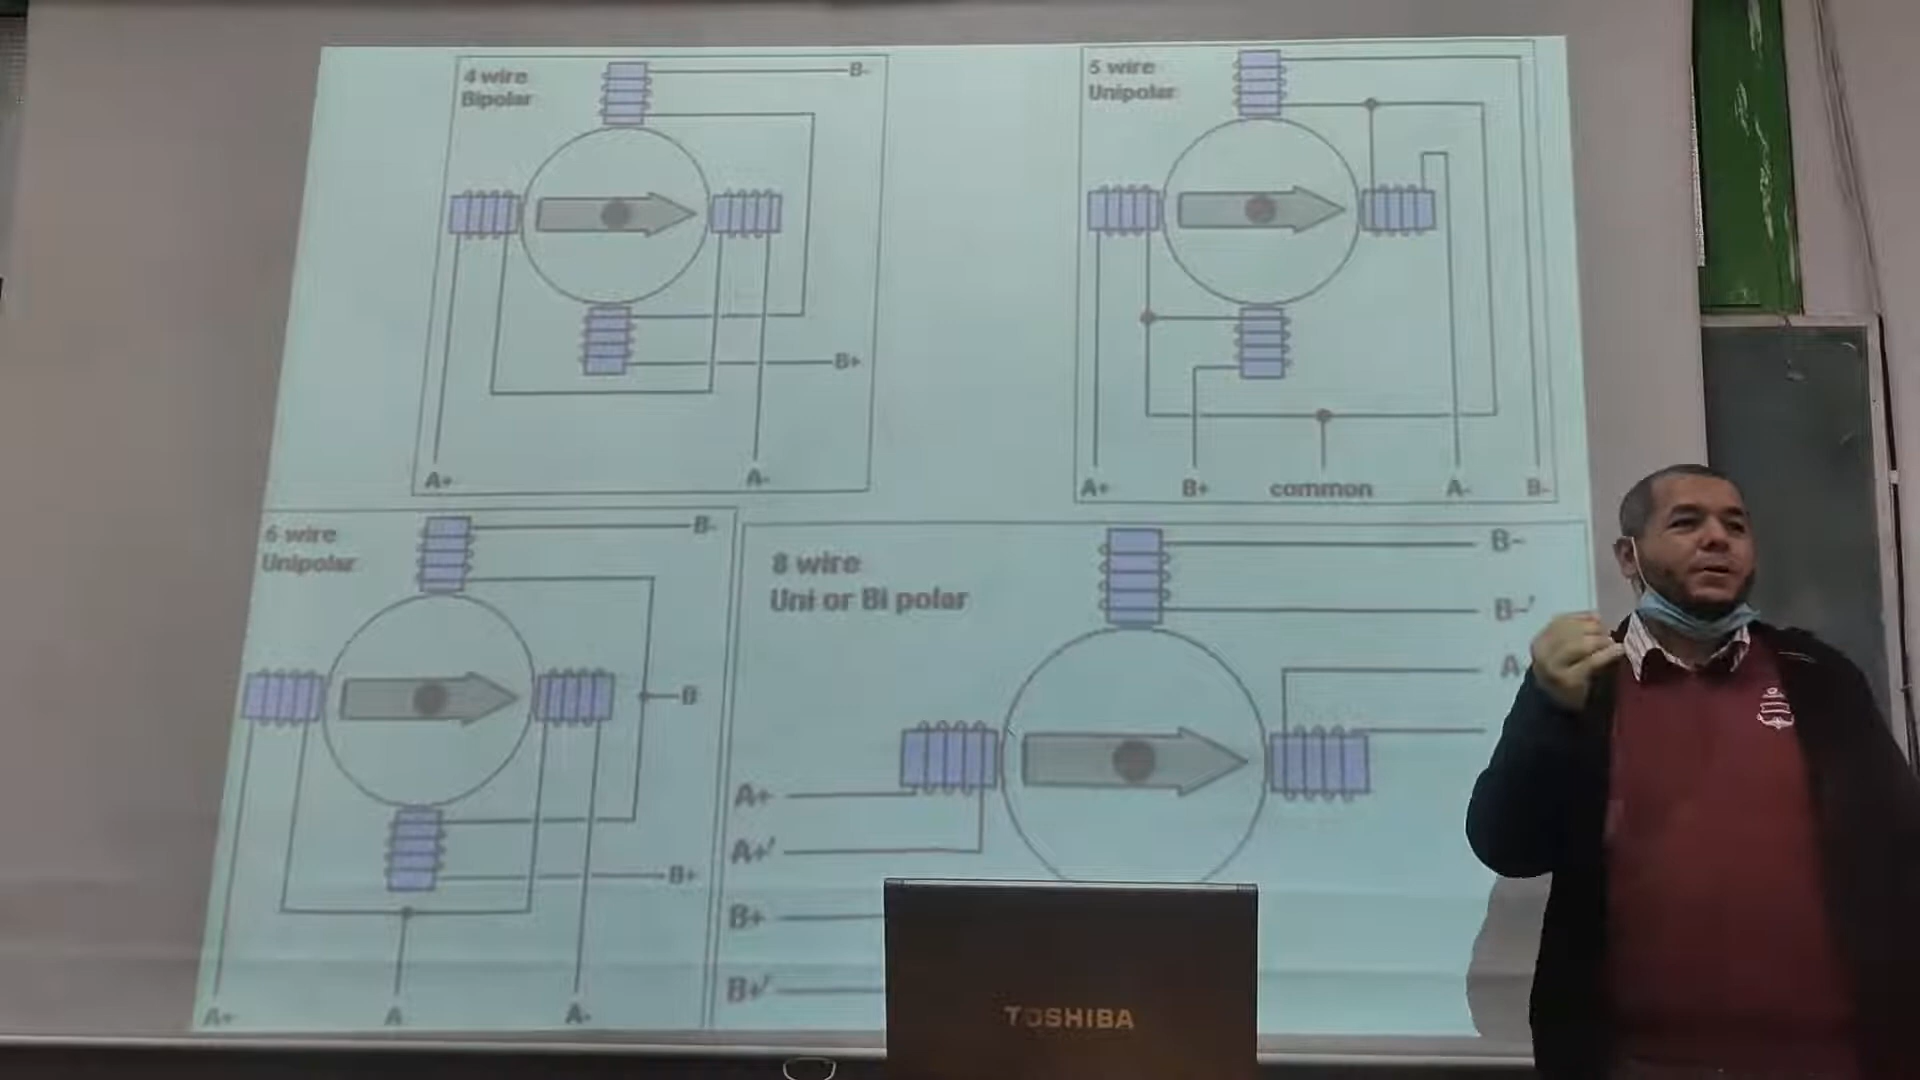 4 wire
Bipolar
B-
B+
A+
A-
5 wire
Unipolar
A+
B+
common
A-
B-
6 wire
Unipolar
B-
B
B+
A+
A
A-
8 wire
Uni or Bi polar
B-
B-'
A
A+
A+'
B+
B+'
TOSHIBA